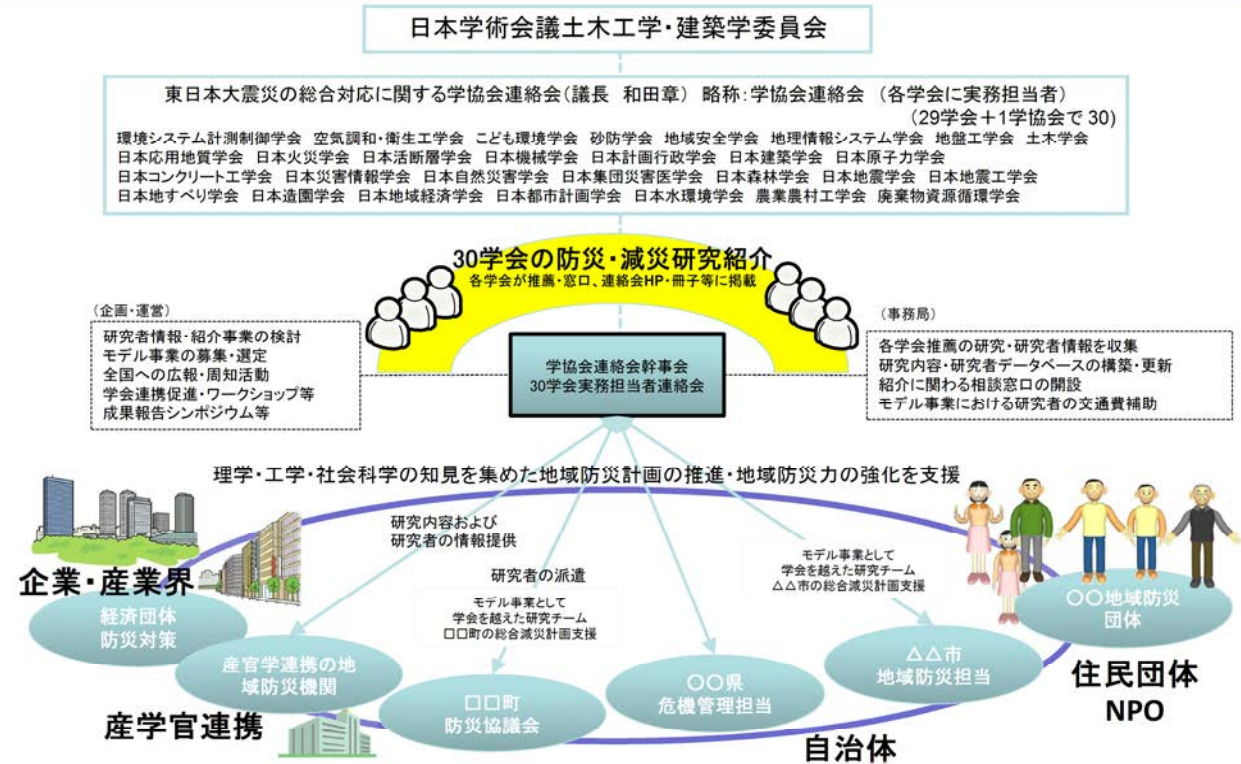 日本学術会議土木工学・建築学委員会
東日本大震災の総合対応に関する学協会連絡会(議長 和田章) 略称:学協会連絡会 (各学会に実務担当者)
(29学会+1学協会で 30)
環境システム計測制御学会 空気調和・衛生工学会 こども環境学会 砂防学会 地域安全学会 地理情報システム学会 地盤工学会 土木学会
日本応用地質学会 日本火災学会 日本活断層学会 日本機械学会 日本計画行政学会 日本建築学会 日本原子力学会
日本コンクリート工学会 日本災害情報学会 日本自然災害学会 日本集団災害医学会 日本森林学会 日本地震学会 日本地震工学会
日本地すべり学会 日本造園学会 日本地域経済学会 日本都市計画学会 日本水環境学会 農業農村工学会 廃棄物資源循環学会
30学会の防災・減災研究紹介
各学会が推薦・窓口、連絡会HP・冊子等に掲載
(企画・運営)
研究者情報・紹介事業の検討
モデル事業の募集・選定
全国への広報・周知活動
学会連携促進・ワークショップ等
成果報告シンポジウム等
学協会連絡会幹事会
30学会実務担当者連絡会
(事務局)
各学会推薦の研究・研究者情報を収集
研究内容・研究者データベースの構築・更新
紹介に関わる相談窓口の開設
モデル事業における研究者の交通費補助
理学・工学・社会科学の知見を集めた地域防災計画の推進・地域防災力の強化を支援
研究内容および
研究者の情報提供
研究者の派遣
モデル事業として
学会を越えた研究チーム
□□町の総合減災計画支援
モデル事業として
学会を越えた研究チーム
△△市の総合減災計画支援
企業・産業界
経済団体
防災対策
産官学連携の地
域防災機関
産学官連携
□□町
防災協議会
〇〇県
危機管理担当
自治体
△△市
地域防災担当
〇〇地域防災
団体
住民団体
NPO